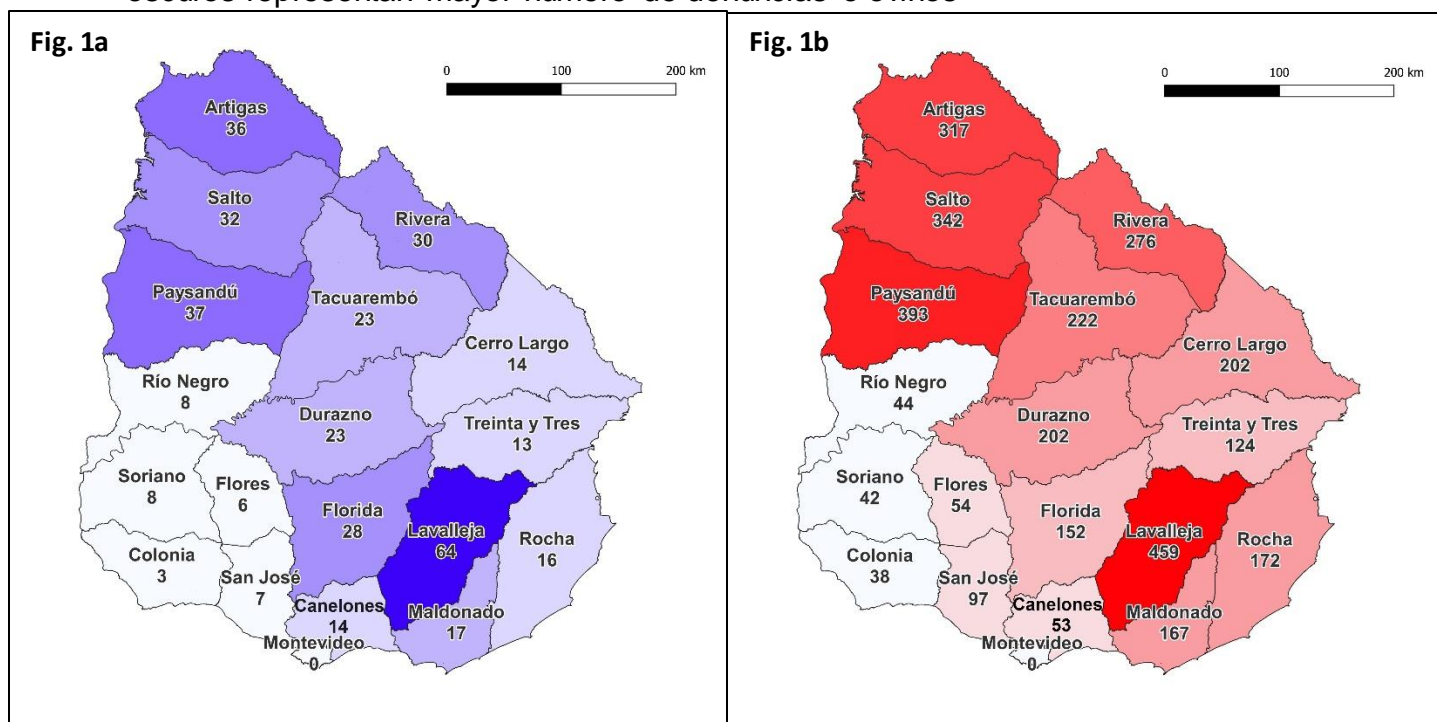 oscuros representan mayor número de denuncias o ovinos
Fig. 1a
0 100 200 km
Artigas
36
Salto
32
Rivera
30
Paysandú
37
Tacuarembó
23
Cerro Largo
14
Río Negro
8
Durazno
23
Treinta y Tres
13
Soriano
8
Flores
6
Florida
28
Lavalleja
64
Rocha
16
Colonia
3
San José
7
Canelones
14
Maldonado
17
Montevideo
0
Fig. 1b
0 100 200 km
Artigas
317
Salto
342
Rivera
276
Paysandú
393
Tacuarembó
222
Cerro Largo
202
Río Negro
44
Durazno
202
Treinta y Tres
124
Soriano
42
Flores
54
Florida
152
Lavalleja
459
Rocha
172
Colonia
38
San José
97
Canelones
53
Maldonado
167
Montevideo
0